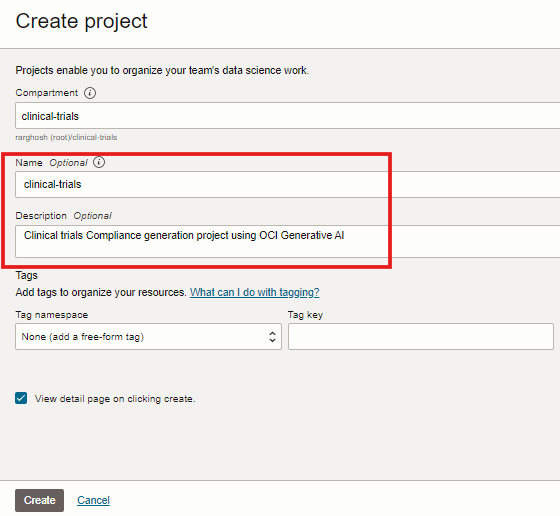 Create project
Projects enable you to organize your team's data science work.
Compartment i
clinical-trials
rarghosh (root)/clinical-trials
Name Optional i
clinical-trials
Description Optional
Clinical trials Compliance generation project using OCI Generative AI
Tags
Add tags to organize your resources. What can I do with tagging?
Tag namespace Tag key
None (add a free-form tag)
View detail page on clicking create.
Create Cancel